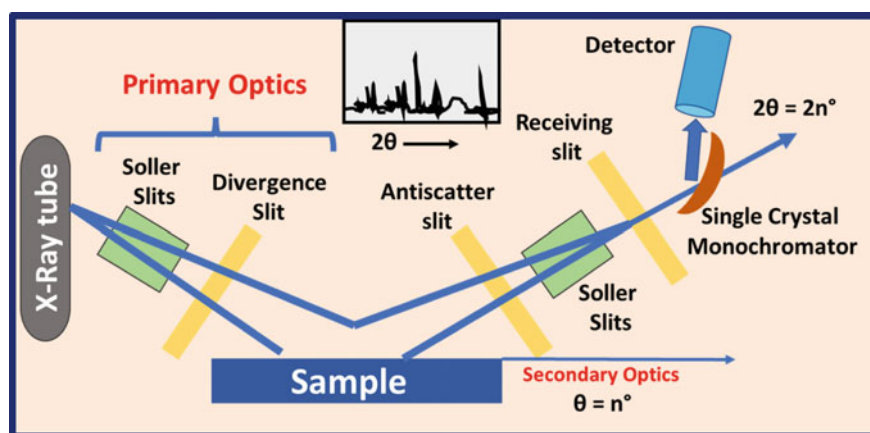 Primary Optics
2θ
Detector
2θ = 2n°
Receiving
slit
Soller
Slits
Divergence
Slit
Antiscatter
slit
Single Crystal
Monochromator
X-Ray tube
Soller
Slits
Sample
Secondary Optics
θ = n°